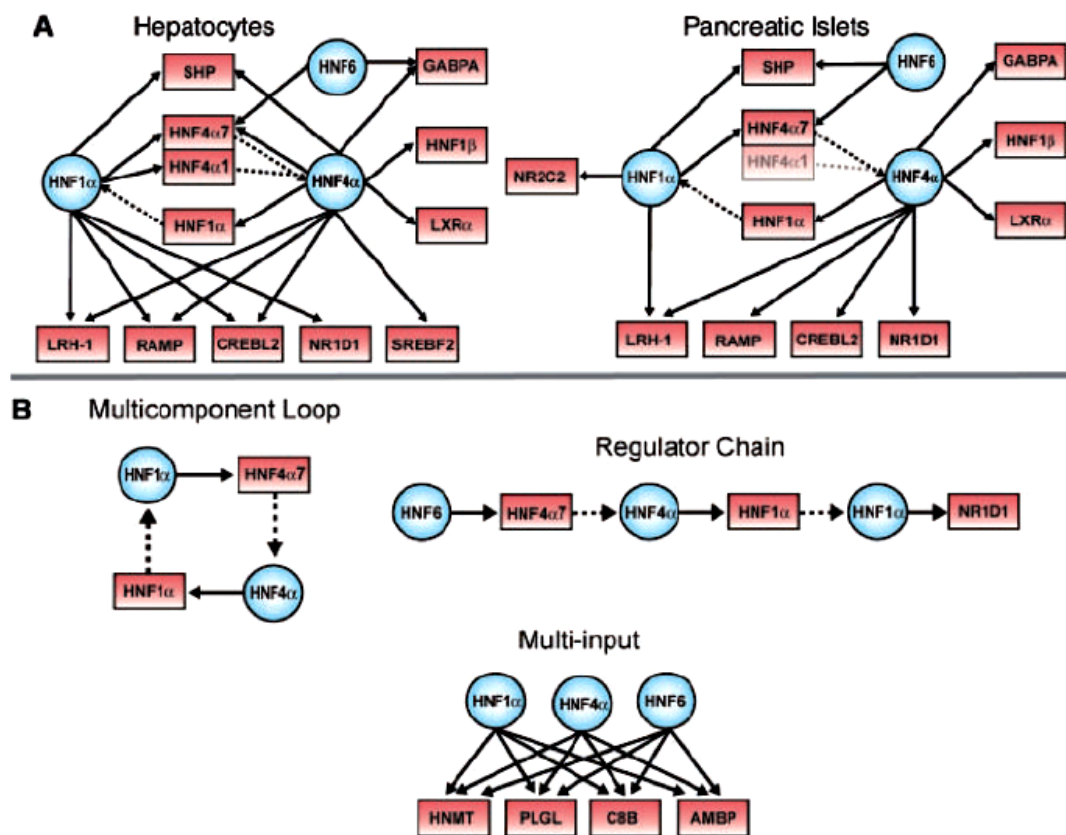 A
Hepatocytes
Pancreatic Islets
SHP
HNF6
GABPA
HNF4α7
HNF4α1
HNF1α
HNF1α
HNF4α
HNF1β
LXRα
LRH-1
RAMP
CREBL2
NR1D1
SREBF2
SHP
HNF6
GABPA
HNF4α7
HNF4α1
NR2C2
HNF1α
HNF1α
HNF4α
HNF1β
LXRα
LRH-1
RAMP
CREBL2
NR1D1
B
Multicomponent Loop
HNF1α
HNF4α7
HNF1α
HNF4α
Regulator Chain
HNF6
HNF4α7
HNF4α
HNF1α
HNF1α
NR1D1
Multi-input
HNF1α
HNF4α
HNF6
HNMT
PLGL
C8B
AMBP